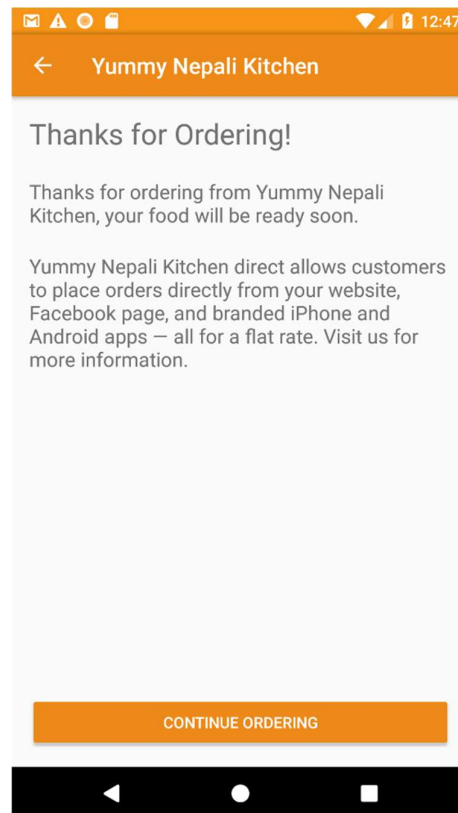 12:47
Yummy Nepali Kitchen
Thanks for Ordering!
Thanks for ordering from Yummy Nepali
Kitchen, your food will be ready soon.
Yummy Nepali Kitchen direct allows customers
to place orders directly from your website,
Facebook page, and branded iPhone and
Android apps — all for a flat rate. Visit us for
more information.
CONTINUE ORDERING